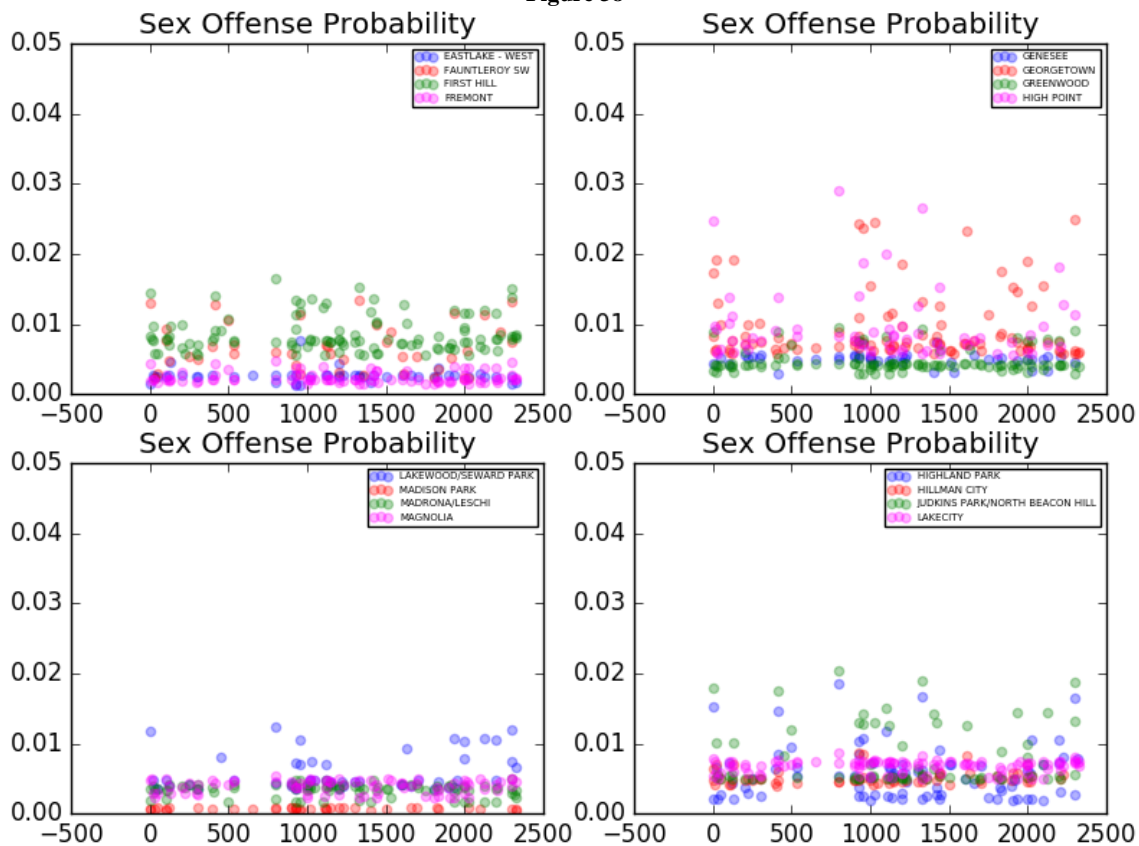 Sex Offense Probability
0.05
0.04
0.03
0.02
0.01
0.00
−500 0 500 1000 1500 2000 2500
EASTLAKE - WEST
FAUNTLEROY SW
FIRST HILL
FREMONT
Sex Offense Probability
0.05
0.04
0.03
0.02
0.01
0.00
−500 0 500 1000 1500 2000 2500
GENESEE
GEORGETOWN
GREENWOOD
HIGH POINT
Sex Offense Probability
0.05
0.04
0.03
0.02
0.01
0.00
−500 0 500 1000 1500 2000 2500
LAKEWOOD/SEWARD PARK
MADISON PARK
MADRONA/LESCHI
MAGNOLIA
Sex Offense Probability
0.05
0.04
0.03
0.02
0.01
0.00
−500 0 500 1000 1500 2000 2500
HIGHLAND PARK
HILLMAN CITY
JUDKINS PARK/NORTH BEACON HILL
LAKECITY